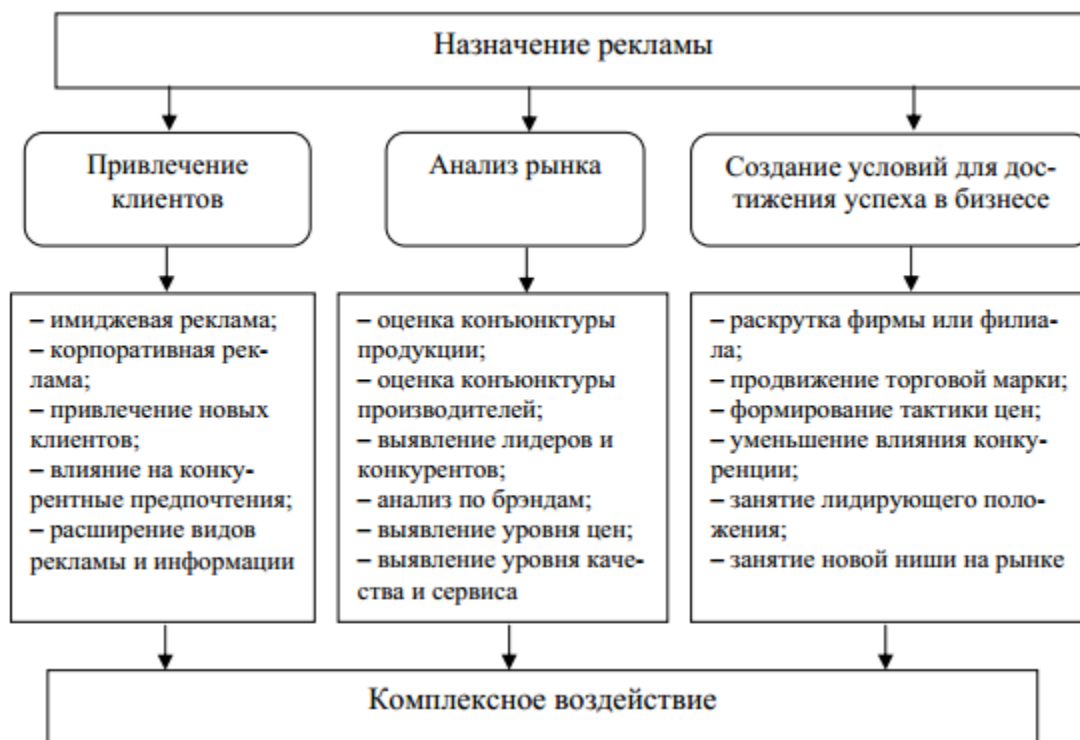 Назначение рекламы
Привлечение
клиентов
Анализ рынка
Создание условий для дос-
тижения успеха в бизнесе
– имиджевая реклама;
– корпоративная рек-
лама;
– привлечение новых
клиентов;
– влияние на конку-
рентные предпочтения;
– расширение видов
рекламы и информации
– оценка конъюнктуры
продукции;
– оценка конъюнктуры
производителей;
– выявление лидеров и
конкурентов;
– анализ по брэндам;
– выявление уровня цен;
– выявление уровня каче-
ства и сервиса
– раскрутка фирмы или филиа-
ла;
– продвижение торговой марки;
– формирование тактики цен;
– уменьшение влияния конку-
ренции;
– занятие лидирующего поло-
жения;
– занятие новой ниши на рынке
Комплексное воздействие